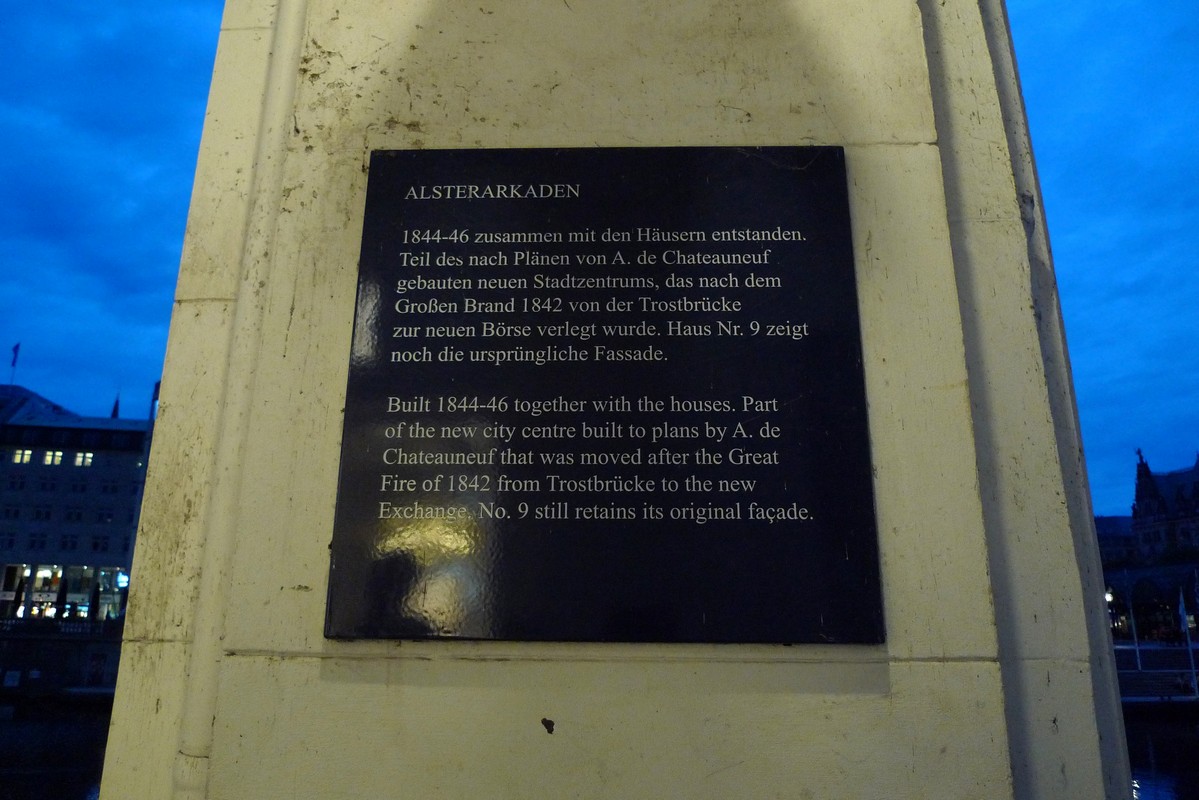 ALSTERARKADEN
1844-46 zusammen mit den Häusern entstanden.
Teil des nach Plänen von A. de Chateauneuf
gebauten neuen Stadtzentrums, das nach dem
Großen Brand 1842 von der Trostbrücke
zur neuen Börse verlegt wurde. Haus Nr. 9 zeigt
noch die ursprüngliche Fassade.
Built 1844-46 together with the houses. Part
of the new city centre built to plans by A. de
Chateauneuf that was moved after the Great
Fire of 1842 from Trostbrücke to the new
Exchange. No. 9 still retains its original façade.